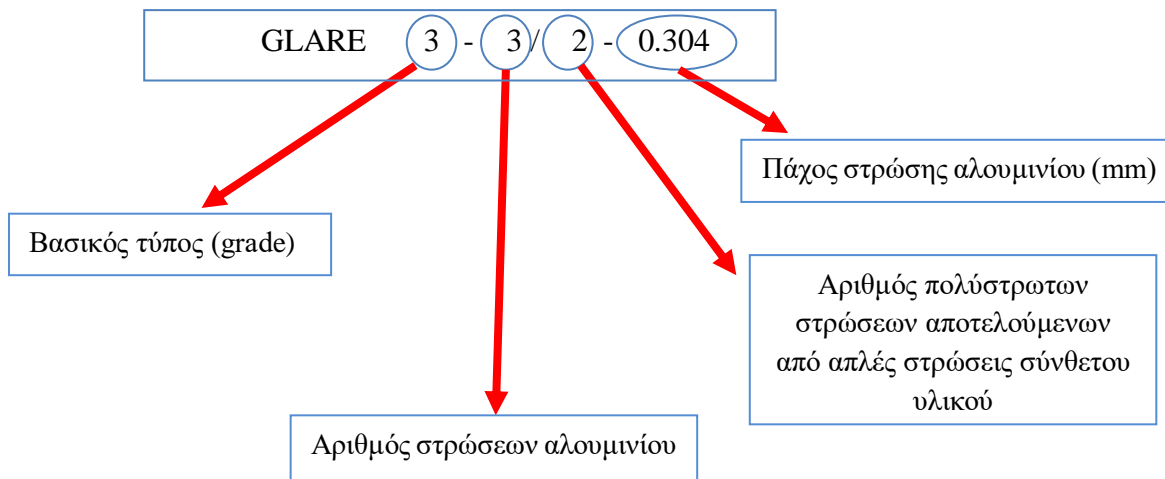 GLARE 3 - 3 / 2 - 0.304
Πάχος στρώσης αλουμινίου (mm)
Βασικός τύπος (grade)
Αριθμός πολύστρωτων
στρώσεων αποτελούμενων
από απλές στρώσεις σύνθετου
υλικού
Αριθμός στρώσεων αλουμινίου